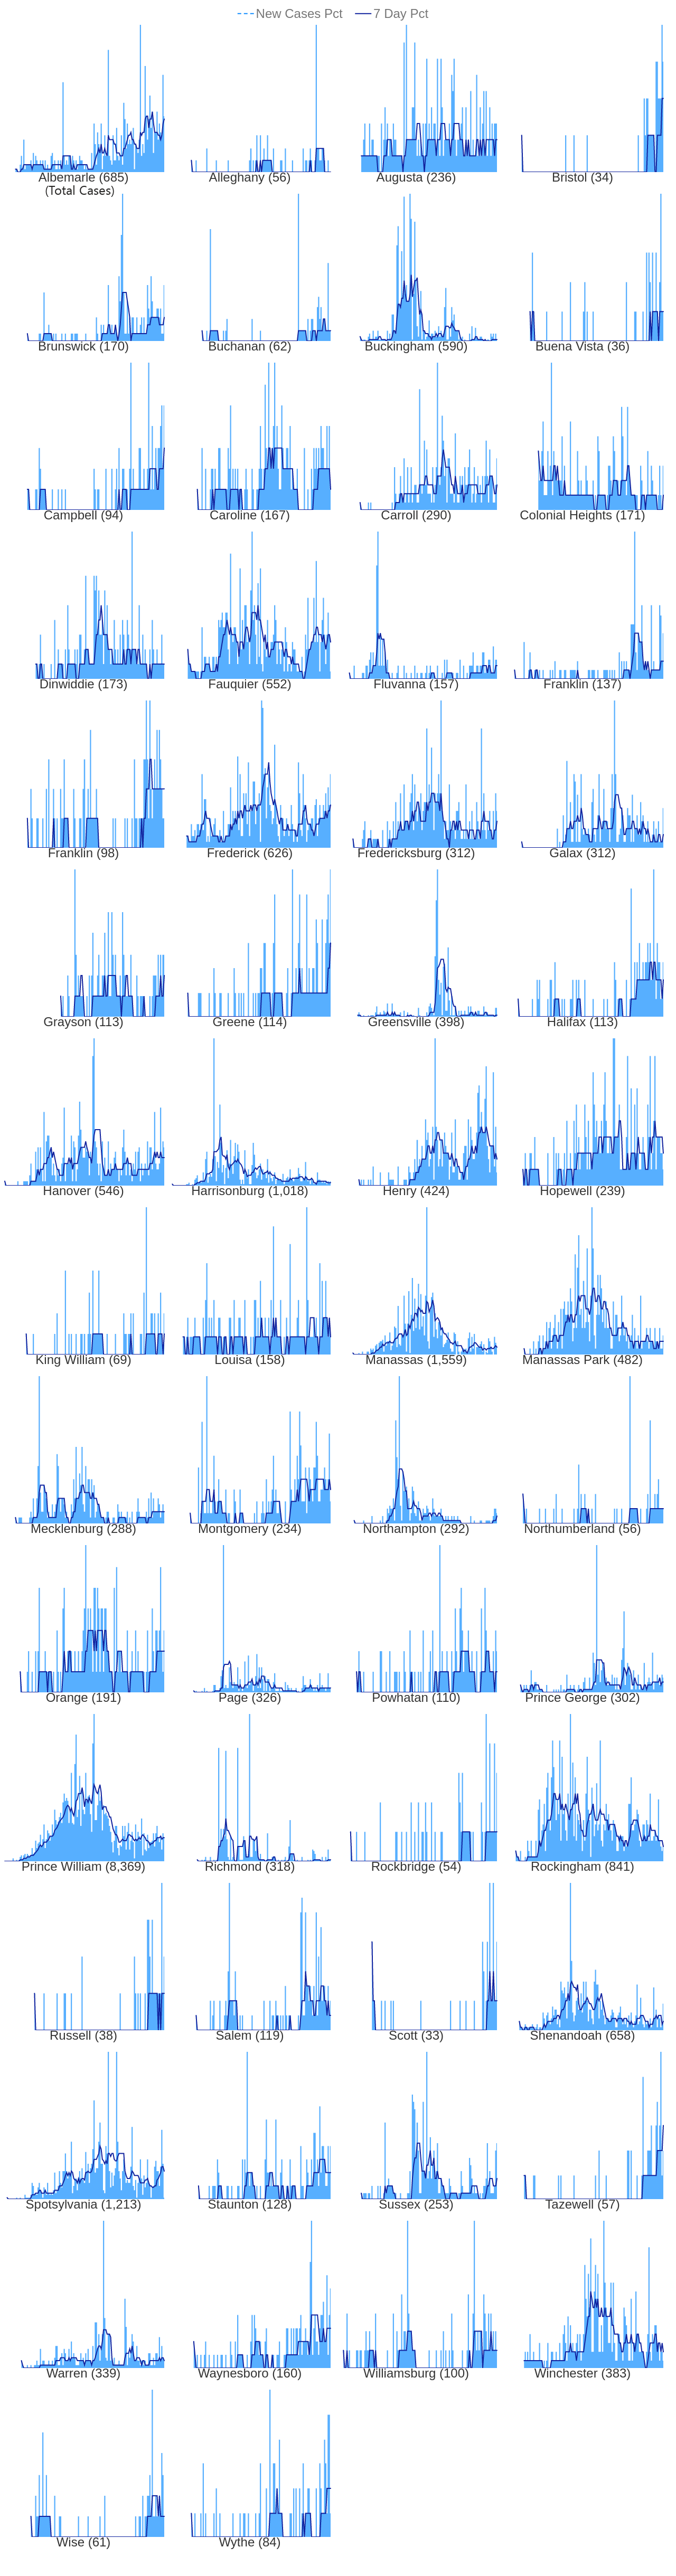 New Cases Pct 7 Day Pct
Albemarle (685) Alleghany (56) Augusta (236) Bristol (34)
(Total Cases)
Brunswick (170) Buchanan (62) Buckingham (590) Buena Vista (36)
Campbell (94) Caroline (167) Carroll (290) Colonial Heights (171)
Dinwiddie (173) Fauquier (552) Fluvanna (157) Franklin (137)
Franklin (98) Frederick (626) Fredericksburg (312) Galax (312)
Grayson (113) Greene (114) Greensville (398) Halifax (113)
Hanover (546) Harrisonburg (1,018) Henry (424) Hopewell (239)
King William (69) Louisa (158) Manassas (1,559) Manassas Park (482)
Mecklenburg (288) Montgomery (234) Northampton (292) Northumberland (56)
Orange (191) Page (326) Powhatan (110) Prince George (302)
Prince William (8,369) Richmond (318) Rockbridge (54) Rockingham (841)
Russell (38) Salem (119) Scott (33) Shenandoah (658)
Spotsylvania (1,213) Staunton (128) Sussex (253) Tazewell (57)
Warren (339) Waynesboro (160) Williamsburg (100) Winchester (383)
Wise (61) Wythe (84)